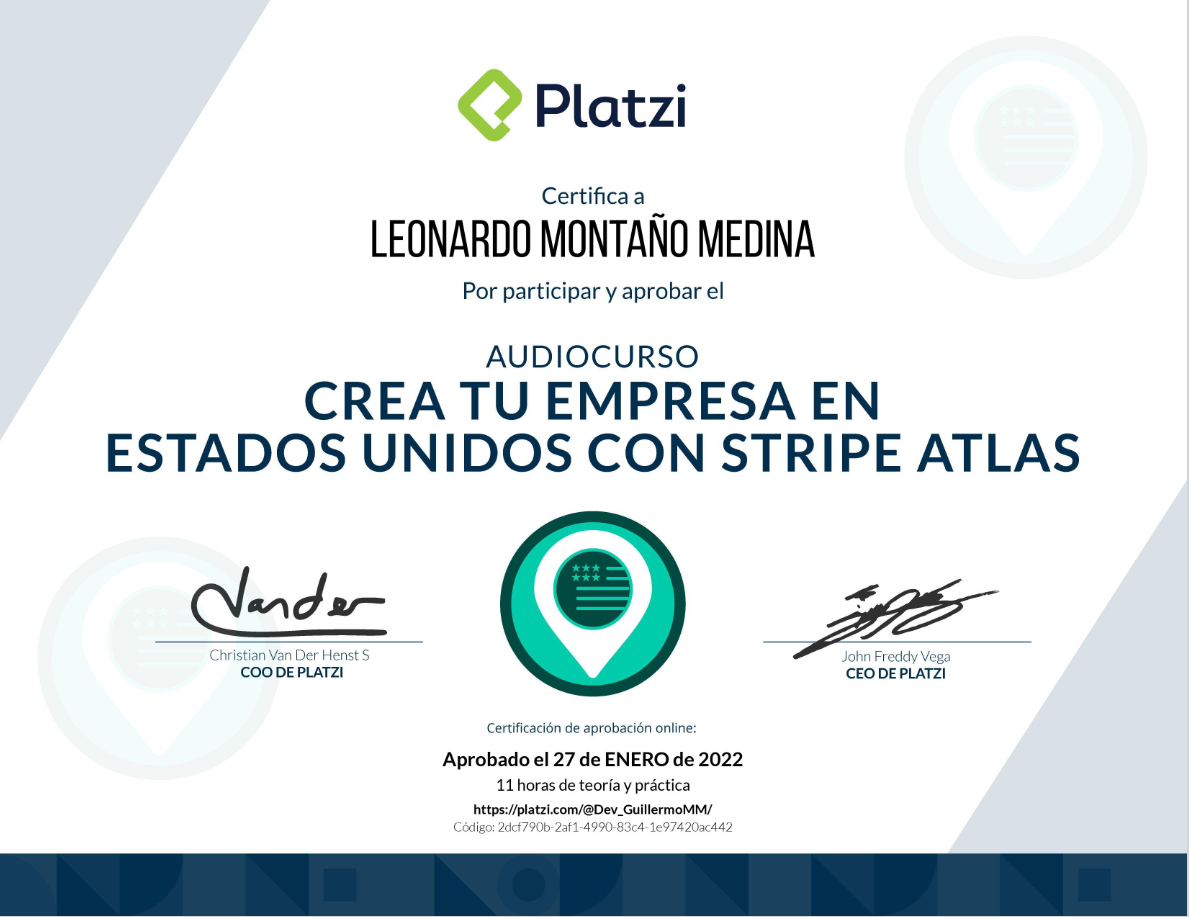 Platzi
Certifica a
LEONARDO MONTAÑO MEDINA
Por participar y aprobar el
AUDIOCURSO
CREA TU EMPRESA EN
ESTADOS UNIDOS CON STRIPE ATLAS
Vander
Christian Van Der Henst S
COO DE PLATZI
John Freddy Vega
CEO DE PLATZI
Certificación de aprobación online:
Aprobado el 27 de ENERO de 2022
11 horas de teoría y práctica
https://platzi.com/@Dev_GuillermoMM/
Código: 2dcf790b-2af1-4990-83c4-1e97420ac442